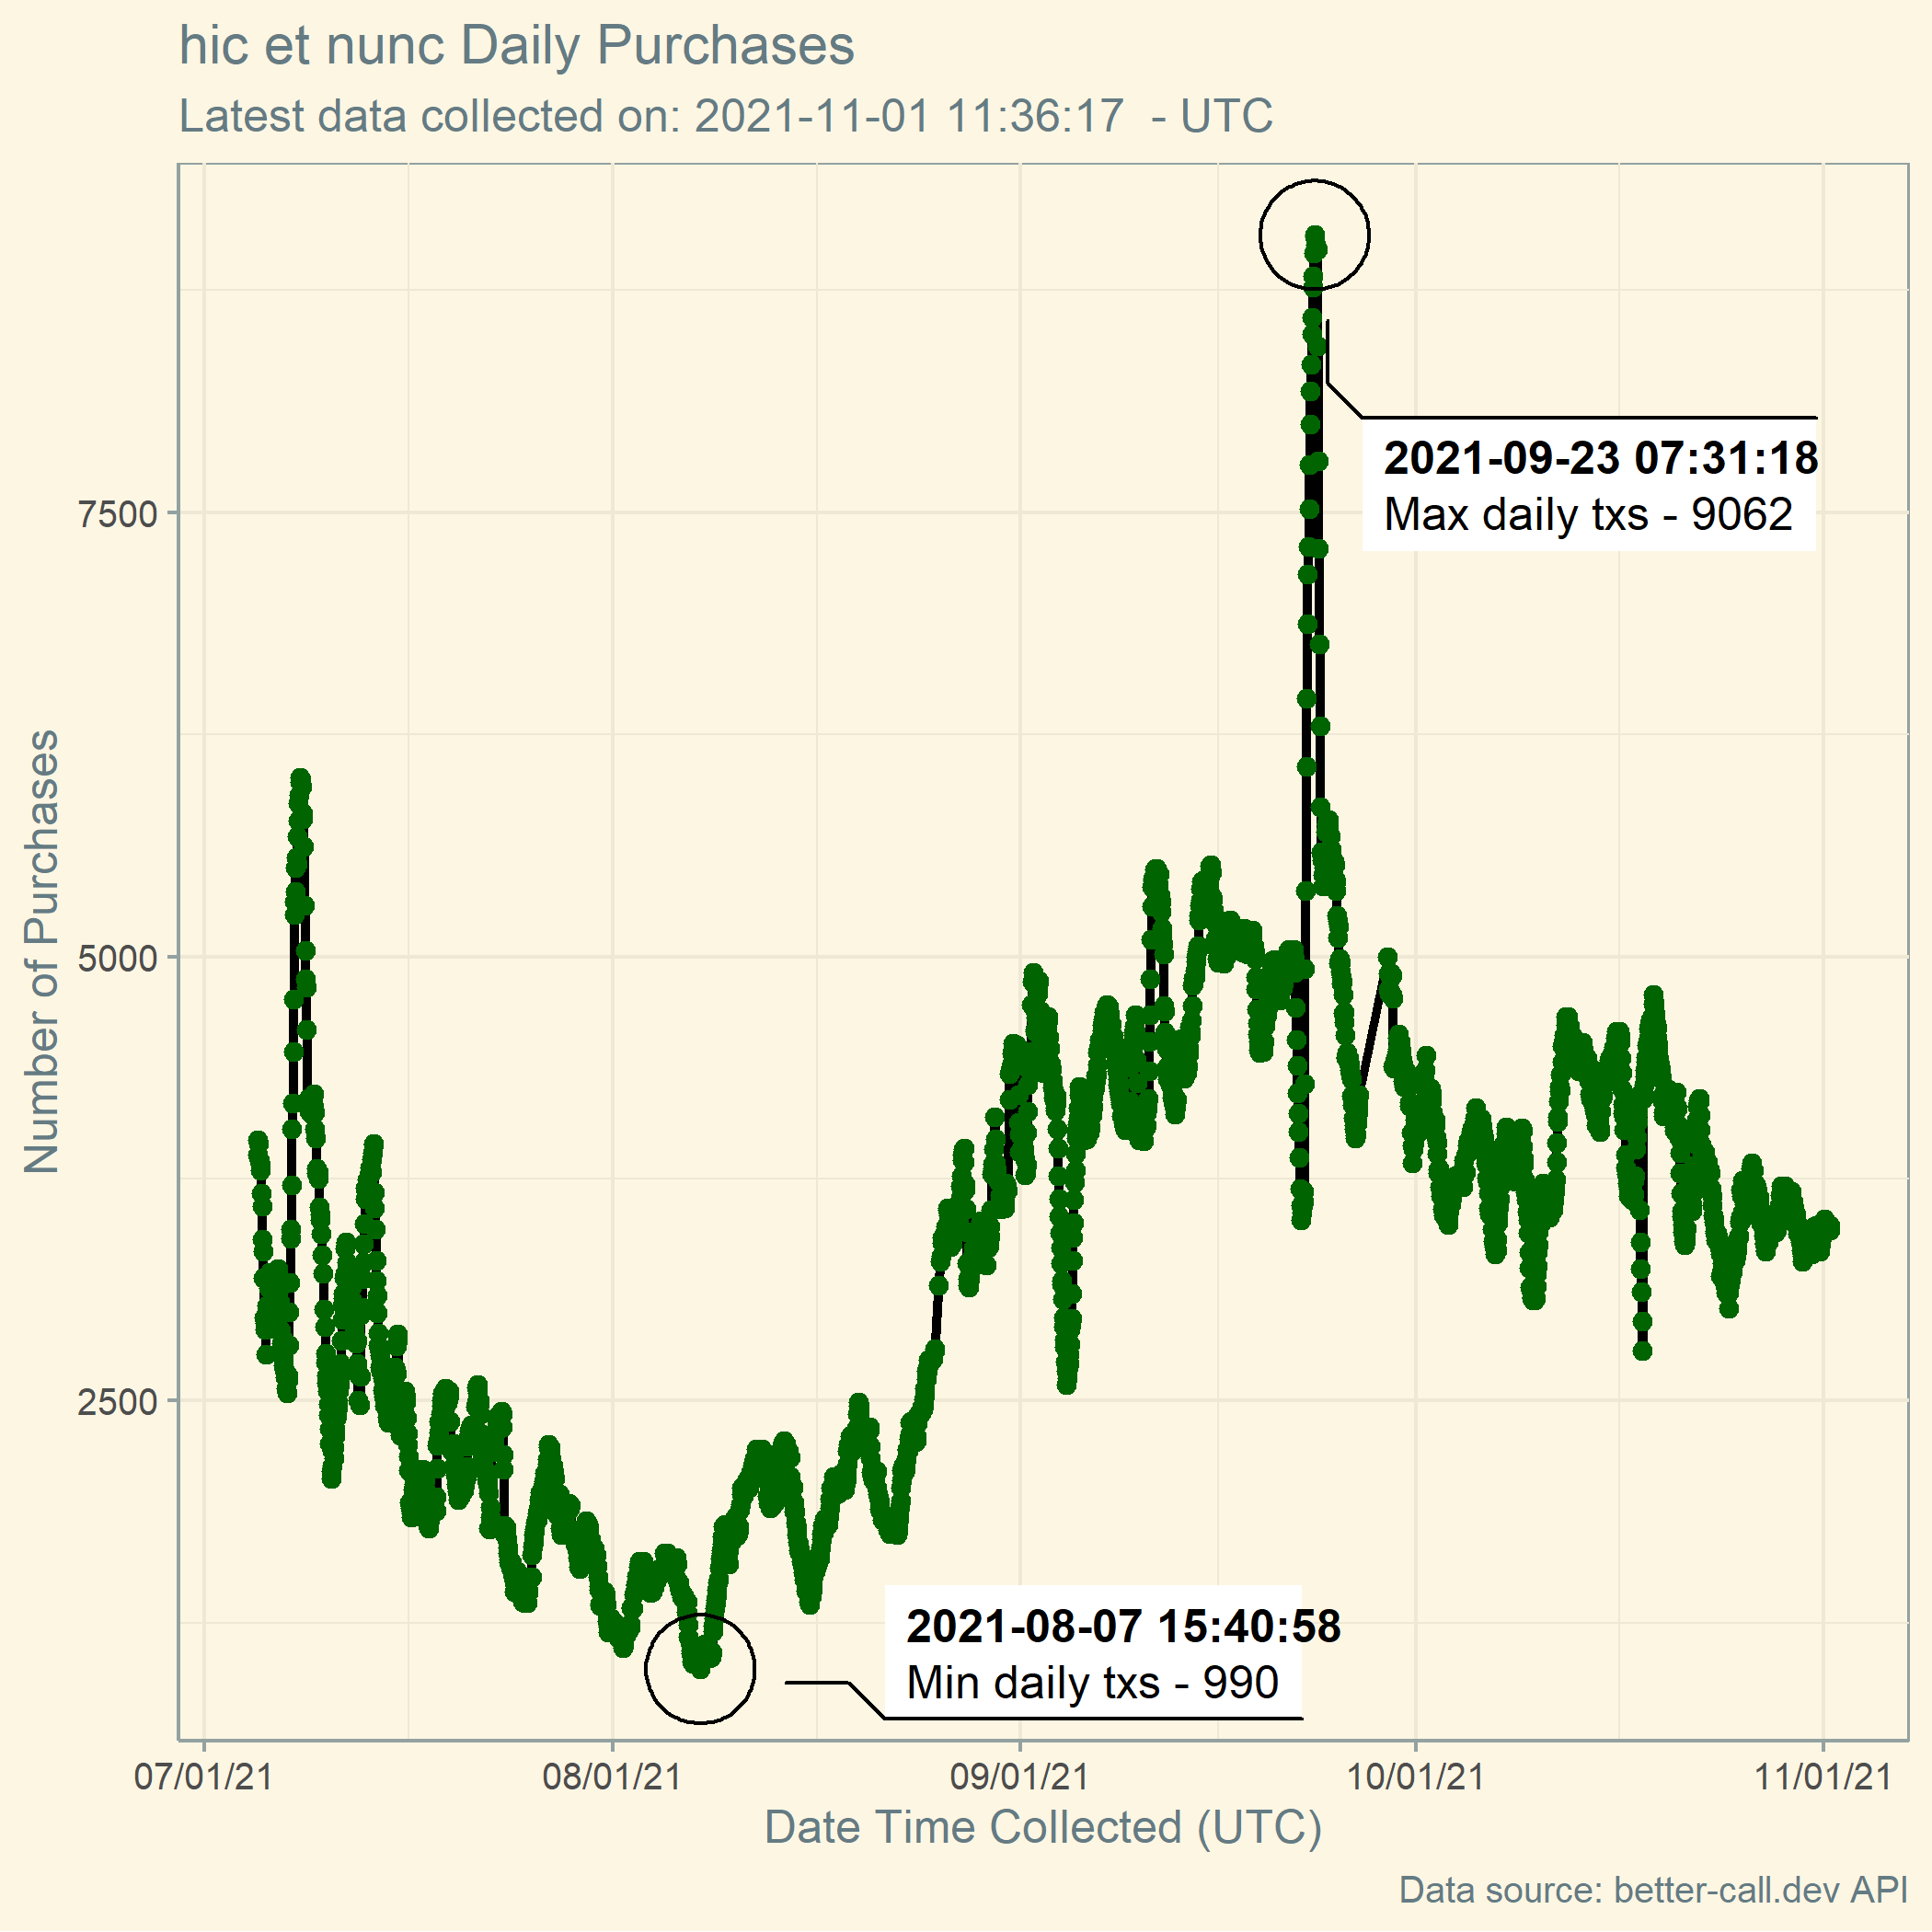 hic et nunc Daily Purchases
Latest data collected on: 2021-11-01 11:36:17  - UTC
Number of Purchases
7500
5000
2500
2021-09-23 07:31:18
Max daily txs - 9062
2021-08-07 15:40:58
Min daily txs - 990
07/01/21 08/01/21 09/01/21 10/01/21 11/01/21
Date Time Collected (UTC)
Data source: better-call.dev API